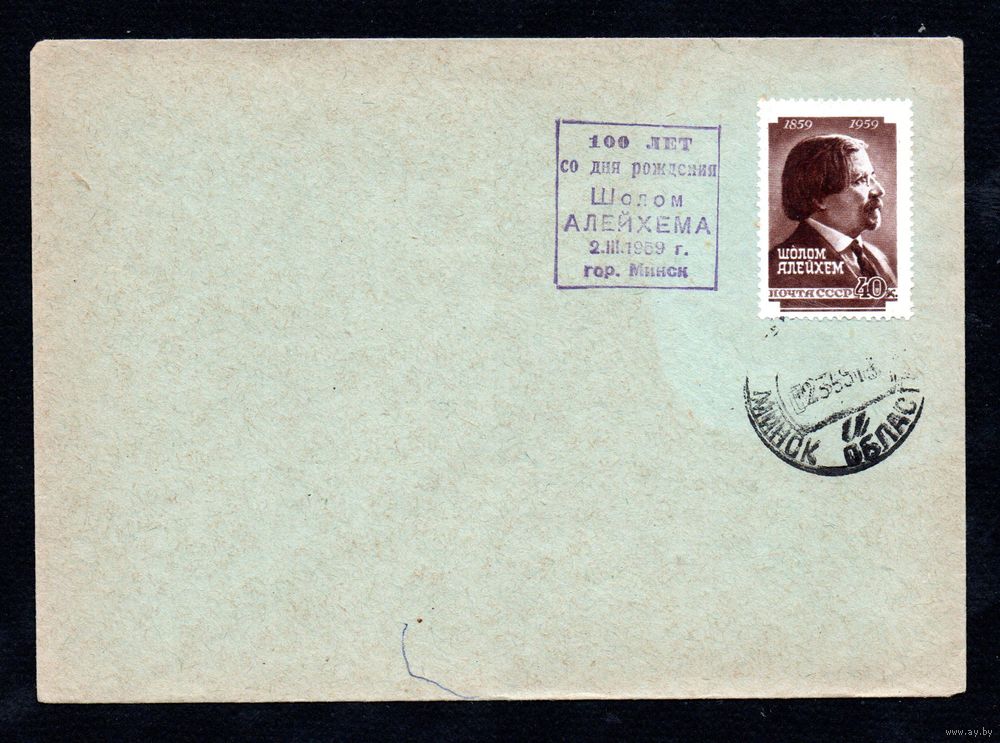 100 ЛЕТ
СО ДНЯ РОЖДЕНИЯ
ШОЛОМ
АЛЕЙХЕМА
2.III.1959 г.
гор. Минск
1859 1959
ШОЛОМ
АЛЕЙХЕМ
ПОЧТА СССР 40 к.
МИНСК ОБЛАСТ
www.ay.by